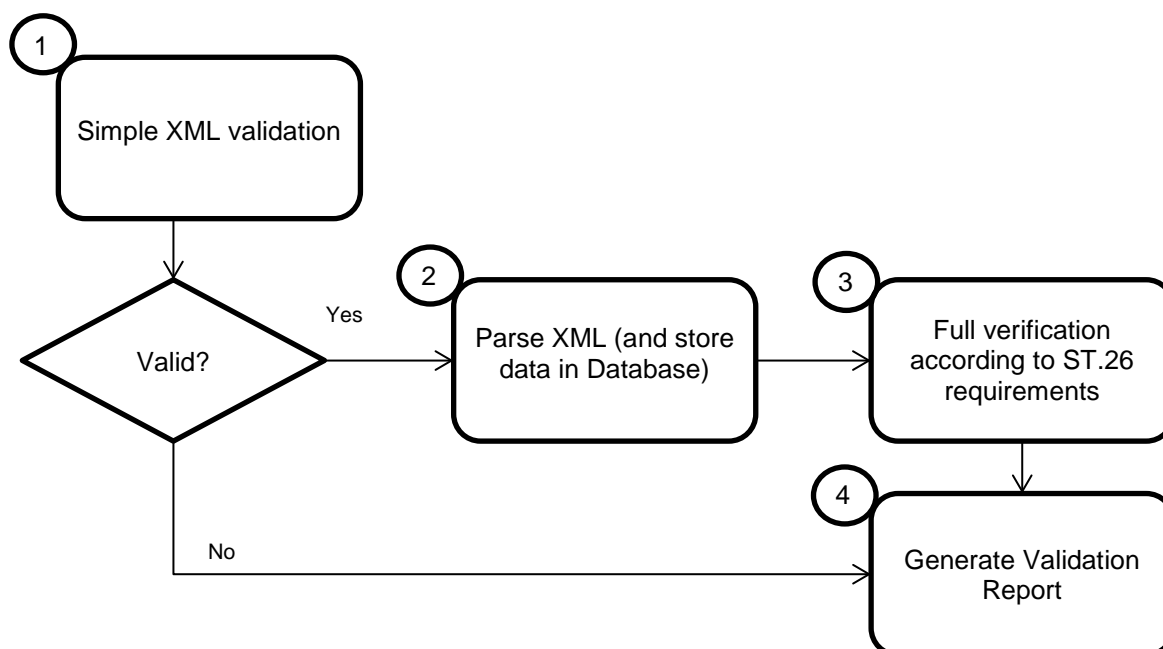 1
Simple XML validation
Valid?
Yes
2
Parse XML (and store
data in Database)
3
Full verification
according to ST.26
requirements
No
4
Generate Validation
Report